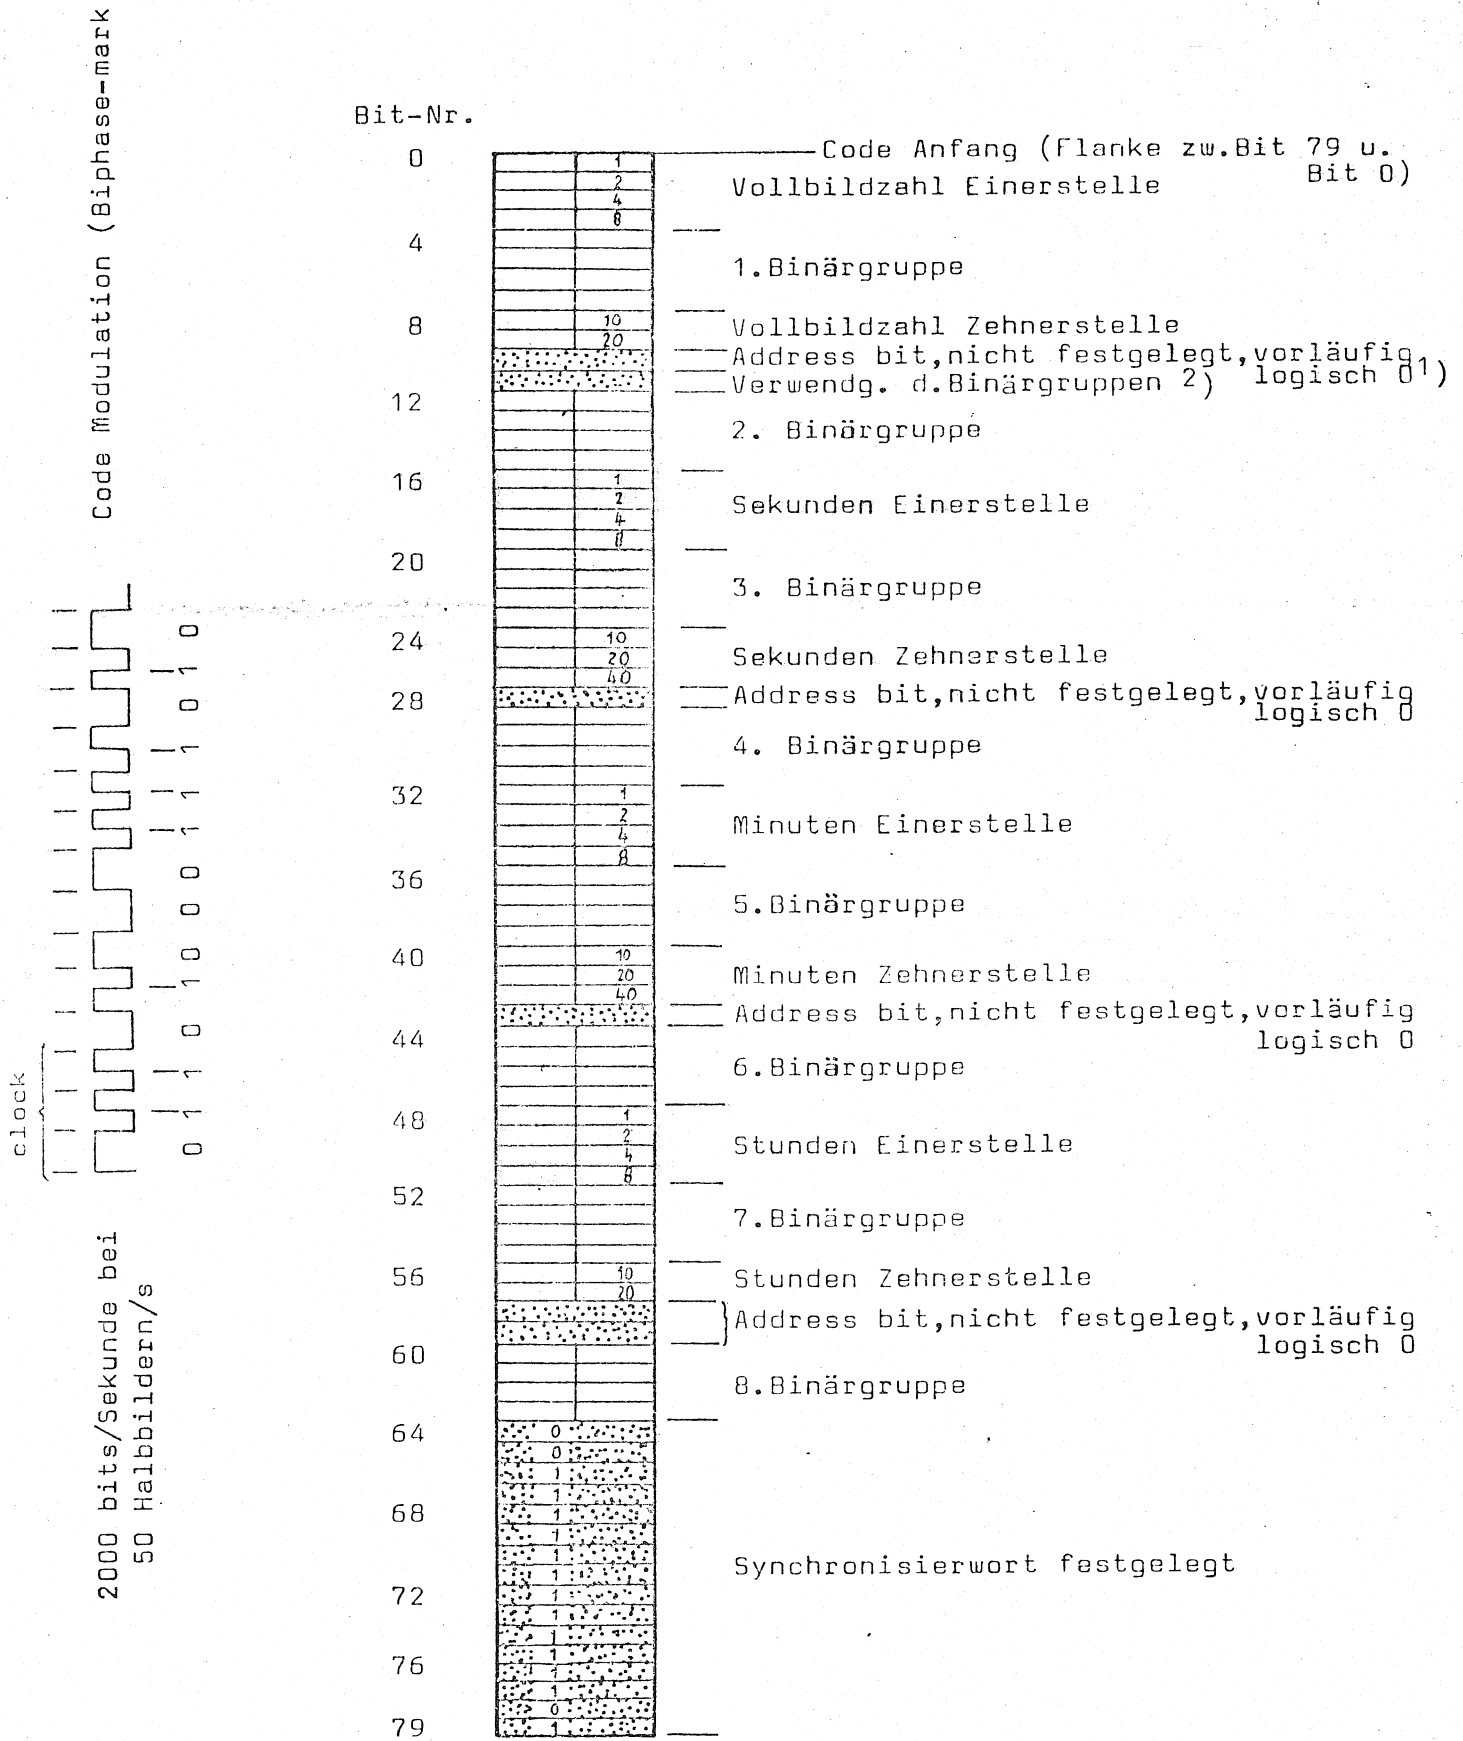 Code Modulation (Biphase-mark
clock
0 1 1 0 1 0 0 0 1 1 1 0 1 0
2000 bits/Sekunde bei
50 Halbbildern/s
Bit-Nr.
0
1
Code Anfang (Flanke zw.Bit 79 u.
Bit 0)
2
Vollbildzahl Einerstelle
4
8
4
1.Binärgruppe
8
10
Vollbildzahl Zehnerstelle
20
Address bit,nicht festgelegt,vorläufig
logisch 0 1)
Verwendg. d.Binärgruppen 2)
12
2. Binärgruppe
16
1
2
Sekunden Einerstelle
4
8
20
3. Binärgruppe
24
10
20
Sekunden Zehnerstelle
40
28
Address bit,nicht festgelegt,vorläufig
logisch 0
4. Binärgruppe
32
1
2
Minuten Einerstelle
4
8
36
5.Binärgruppe
40
10
20
Minuten Zehnerstelle
40
Address bit,nicht festgelegt,vorläufig
logisch 0
44
6.Binärgruppe
48
1
2
Stunden Einerstelle
4
8
52
7.Binärgruppe
56
10
Stunden Zehnerstelle
20
Address bit,nicht festgelegt,vorläufig
logisch 0
60
8.Binärgruppe
64
0
0
1
1
68
1
1
1
1
Synchronisierwort festgelegt
72
1
1
1
1
76
1
1
0
79
1